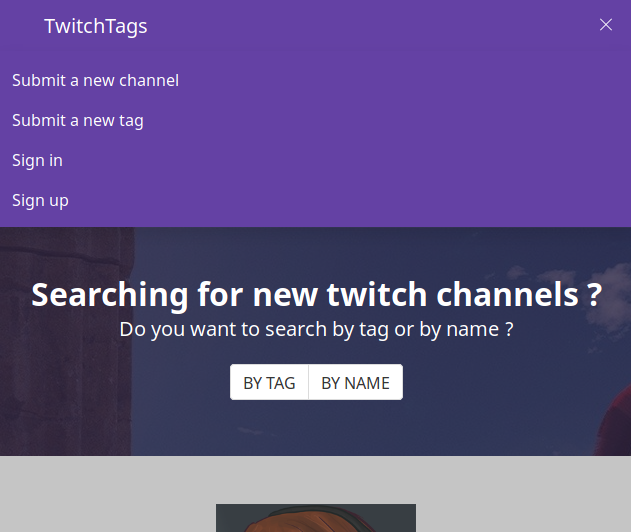 TwitchTags
Submit a new channel
Submit a new tag
Sign in
Sign up
Searching for new twitch channels ?
Do you want to search by tag or by name ?
BY TAG BY NAME